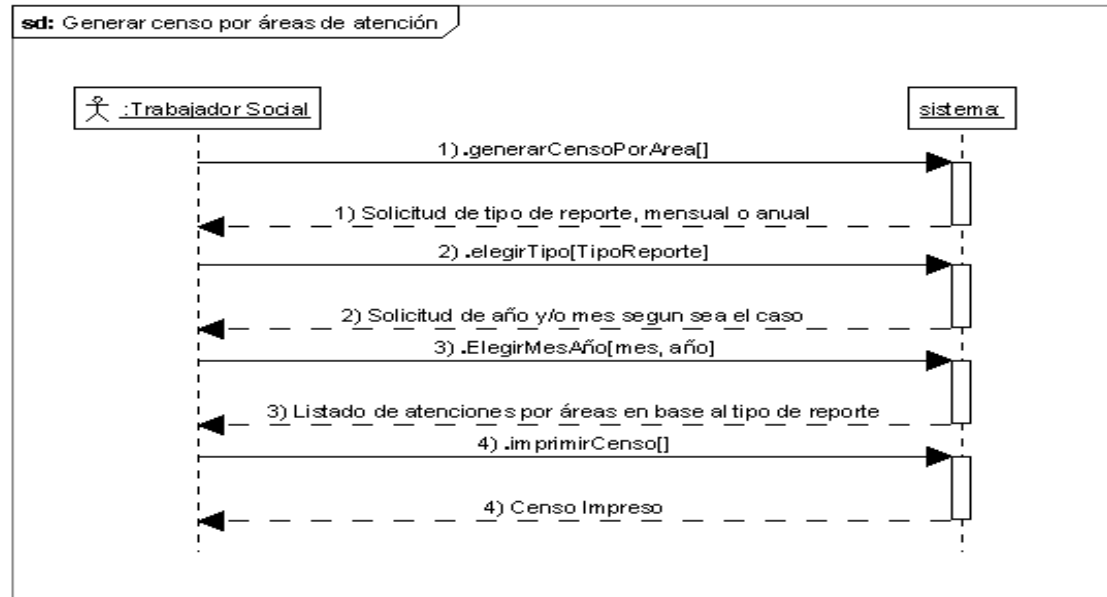 sd: Generar censo por áreas de atención
:Trabajador Social
sistema:
1) .generarCensoPorArea[]
1) Solicitud de tipo de reporte, mensual o anual
2) .elegirTipo[TipoReporte]
2) Solicitud de año y/o mes segun sea el caso
3) .ElegirMesAño[mes, año]
3) Listado de atenciones por áreas en base al tipo de reporte
4) .imprimirCenso[]
4) Censo Impreso